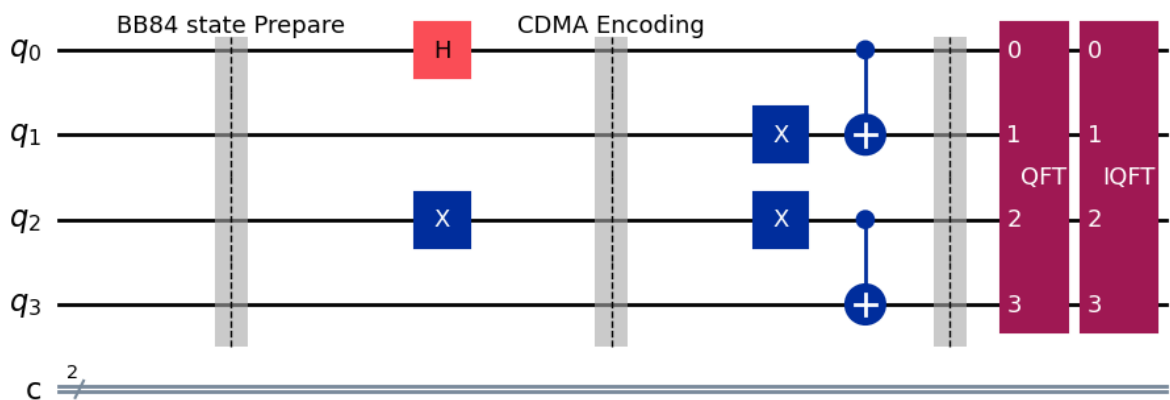 BB84 state Prepare CDMA Encoding
q0 H 0 0
q1 X 1 1
QFT IQFT
q2 X X 2 2
q3 3 3
2
c